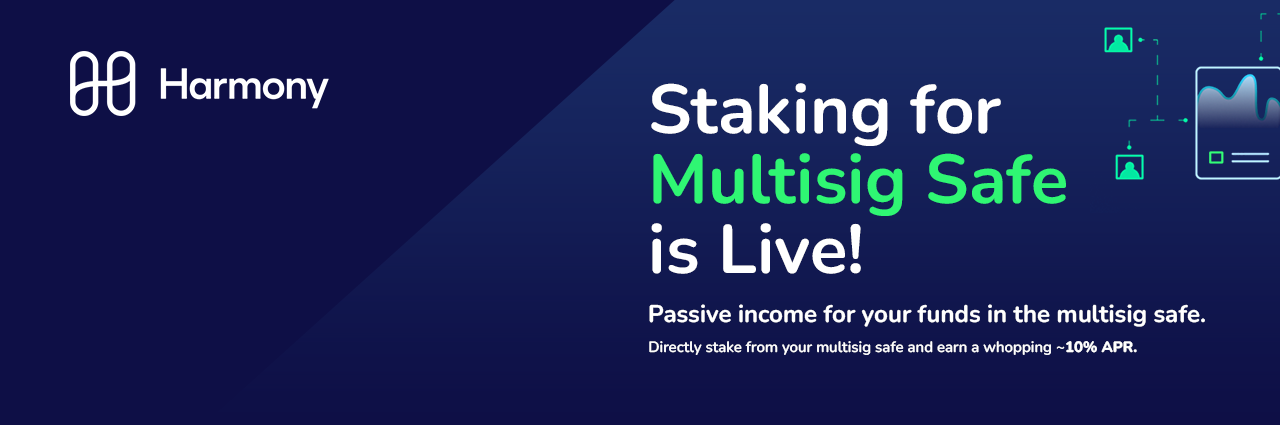 Harmony
Staking for
Multisig Safe
is Live!
Passive income for your funds in the multisig safe.
Directly stake from your multisig safe and earn a whopping ~10% APR.